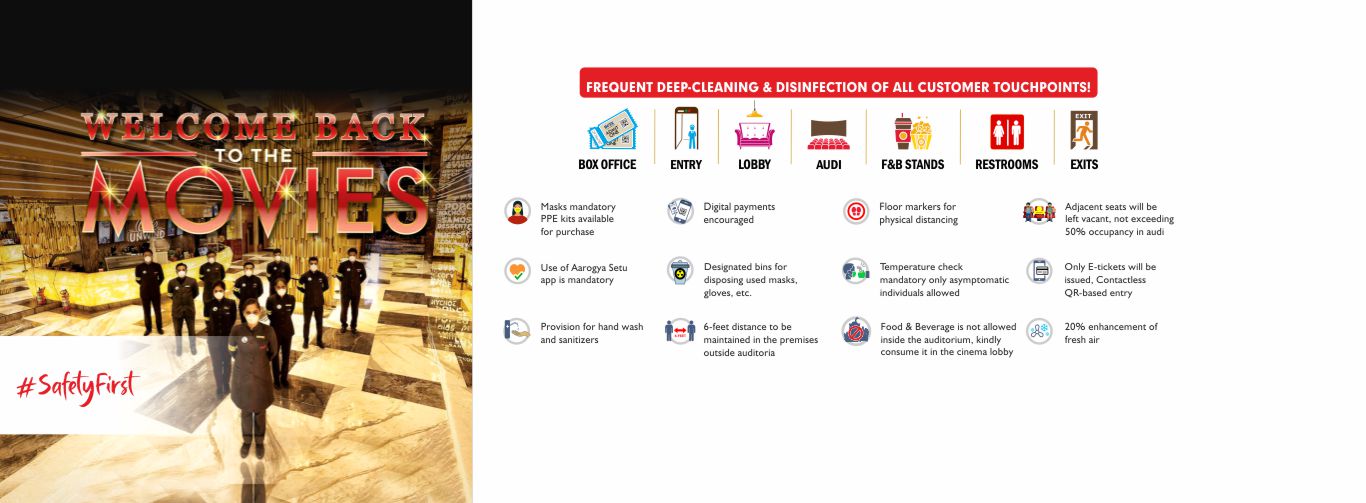 WELCOME BACK
TO THE
MOVIES
#SafetyFirst
FREQUENT DEEP-CLEANING & DISINFECTION OF ALL CUSTOMER TOUCHPOINTS!
EXIT
BOX OFFICE
ENTRY
LOBBY
AUDI
F&B STANDS
RESTROOMS
EXITS
Masks mandatory
PPE kits available
for purchase
Digital payments
encouraged
Floor markers for
physical distancing
Adjacent seats will be
left vacant, not exceeding
50% occupancy in audi
Use of Aarogya Setu
app is mandatory
Designated bins for
disposing used masks,
gloves, etc.
Temperature check
mandatory only asymptomatic
individuals allowed
Only E-tickets will be
issued, Contactless
QR-based entry
Provision for hand wash
and sanitizers
6-feet distance to be
maintained in the premises
outside auditoria
Food & Beverage is not allowed
inside the auditorium, kindly
consume it in the cinema lobby
20% enhancement of
fresh air